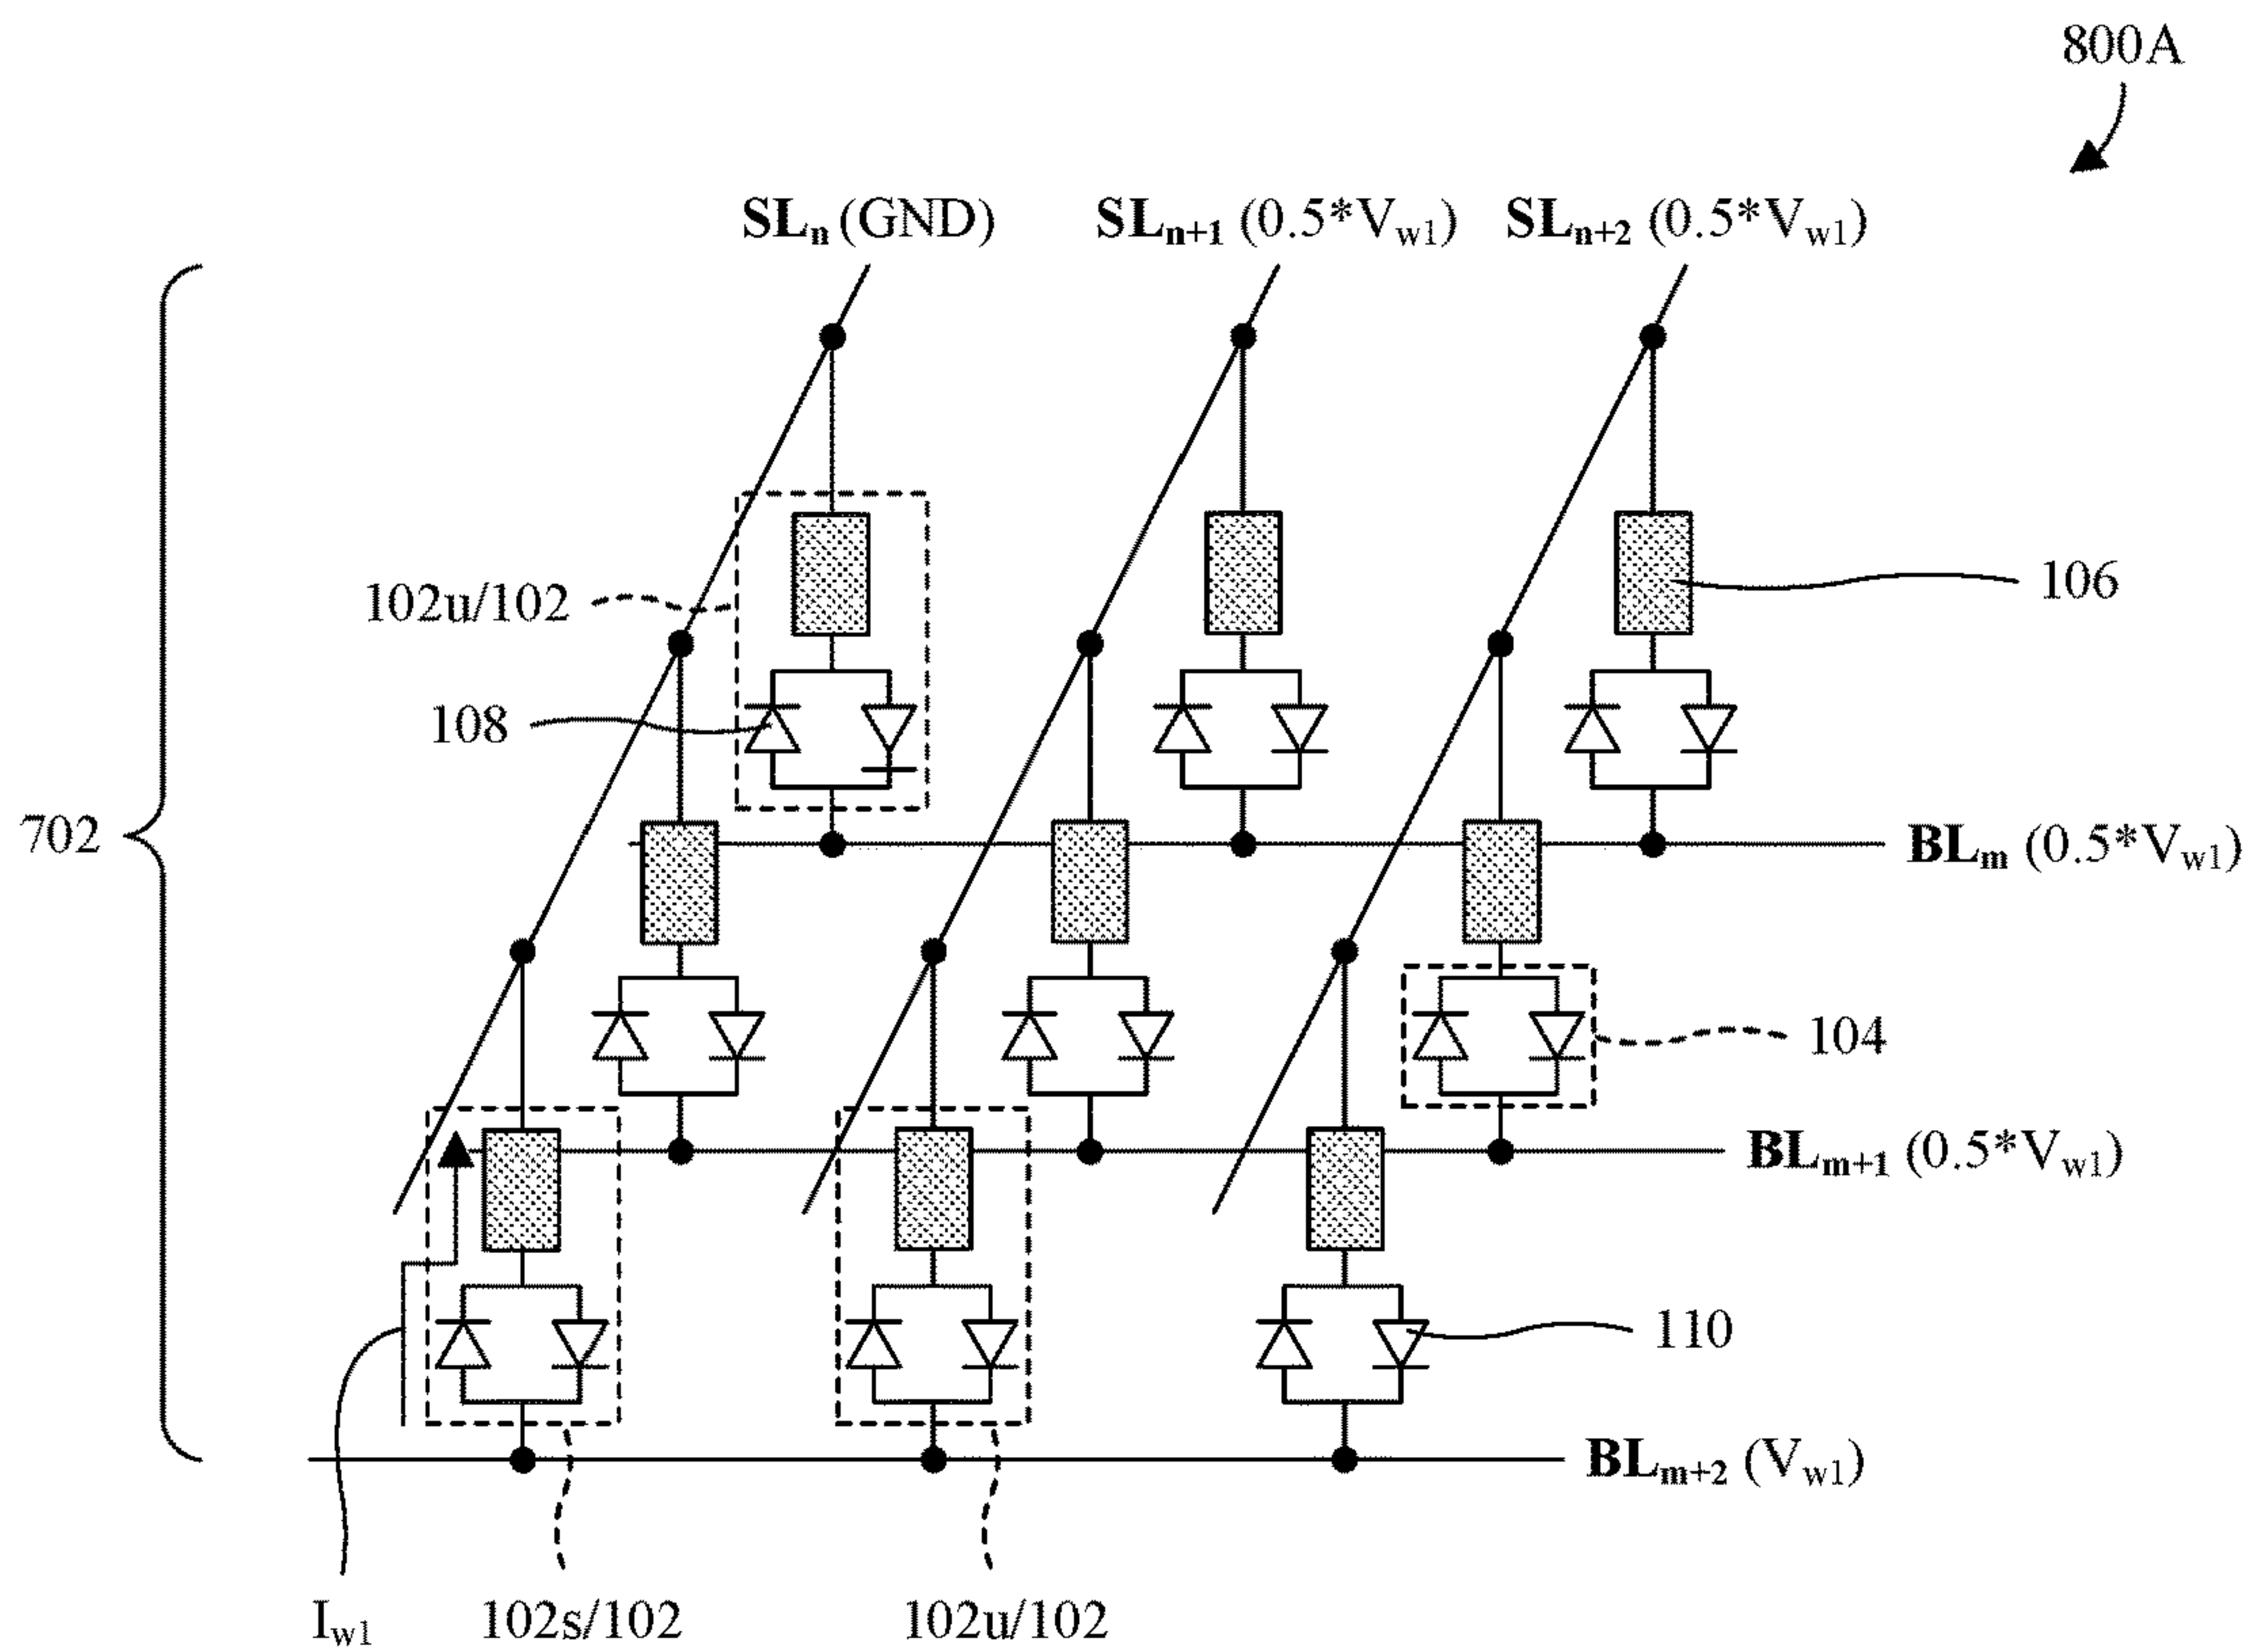 800A
SLn (GND) SLn+1 (0.5*Vw1) SLn+2 (0.5*Vw1)
102u/102
106
108
702
BLm (0.5*Vw1)
104
BLm+1 (0.5*Vw1)
110
BLm+2 (Vw1)
Iw1 102s/102 102u/102